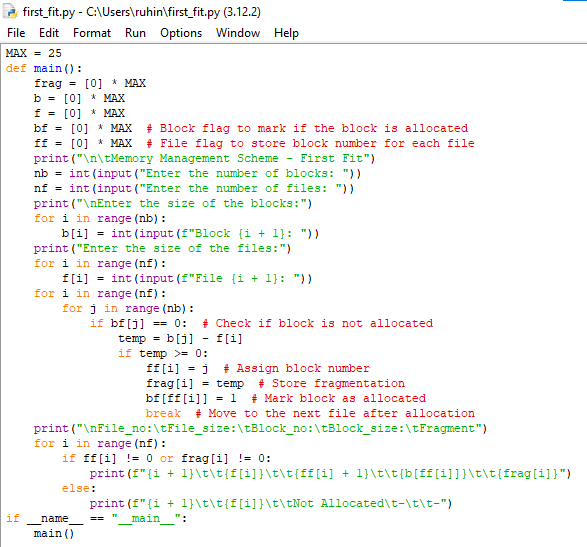 first_fit.py - C:\Users\ruhin\first_fit.py (3.12.2)
File Edit Format Run Options Window Help
MAX = 25
def main():
    frag = [0] * MAX
    b = [0] * MAX
    f = [0] * MAX
    bf = [0] * MAX  # Block flag to mark if the block is allocated
    ff = [0] * MAX  # File flag to store block number for each file
    print("\n\tMemory Management Scheme - First Fit")
    nb = int(input("Enter the number of blocks: "))
    nf = int(input("Enter the number of files: "))
    print("\nEnter the size of the blocks:")
    for i in range(nb):
        b[i] = int(input(f"Block {i + 1}: "))
    print("Enter the size of the files:")
    for i in range(nf):
        f[i] = int(input(f"File {i + 1}: "))
    for i in range(nf):
        for j in range(nb):
            if bf[j] == 0:  # Check if block is not allocated
                temp = b[j] - f[i]
                if temp >= 0:
                    ff[i] = j  # Assign block number
                    frag[i] = temp  # Store fragmentation
                    bf[ff[i]] = 1  # Mark block as allocated
                    break  # Move to the next file after allocation
    print("\nFile_no:\tFile_size:\tBlock_no:\tBlock_size:\tFragment")
    for i in range(nf):
        if ff[i] != 0 or frag[i] != 0:
            print(f"{i + 1}\t\t{f[i]}\t\t{ff[i] + 1}\t\t{b[ff[i]]}\t\t{frag[i]}")
        else:
            print(f"{i + 1}\t\t{f[i]}\t\tNot Allocated\t-\t\t-")
if __name__ == "__main__":
    main()